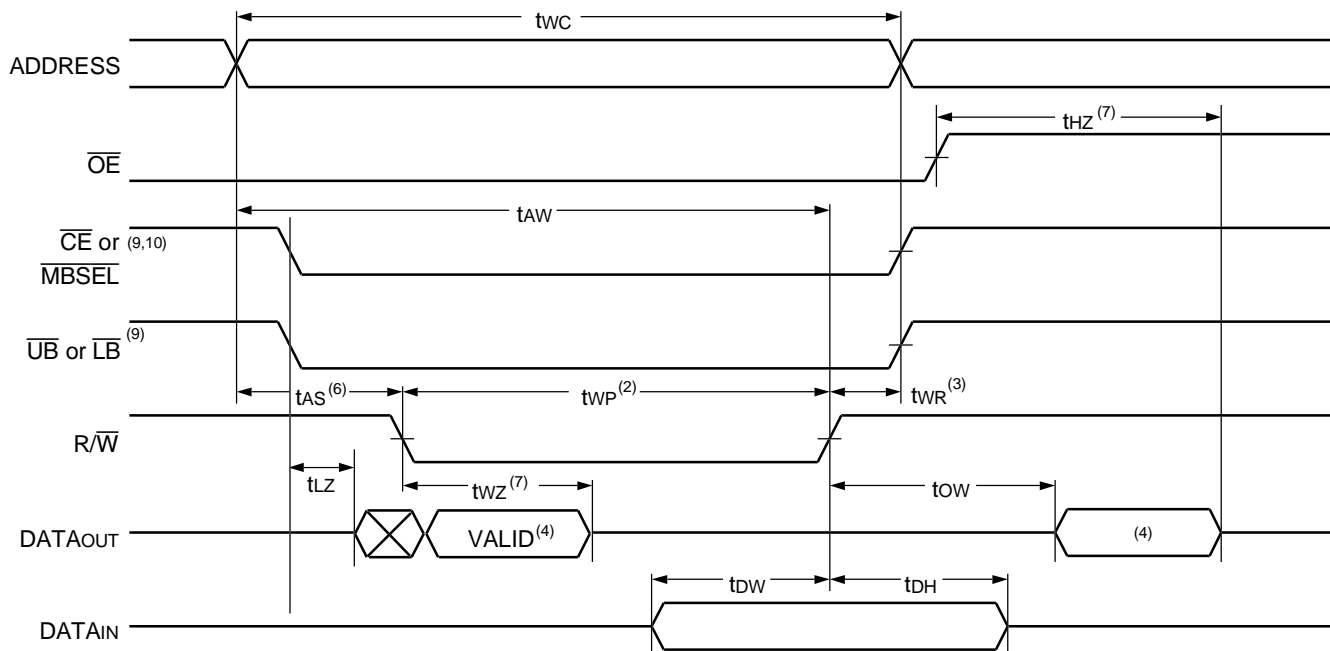 tWC
ADDRESS
tHZ (7)
OE
tAW
CE or (9,10)
MBSEL
UB or LB (9)
tAS (6)
tWP (2)
tWR (3)
R/W
tLZ
tWZ (7)
tOW
DATAOUT
VALID (4)
(4)
tDW
tDH
DATAIN